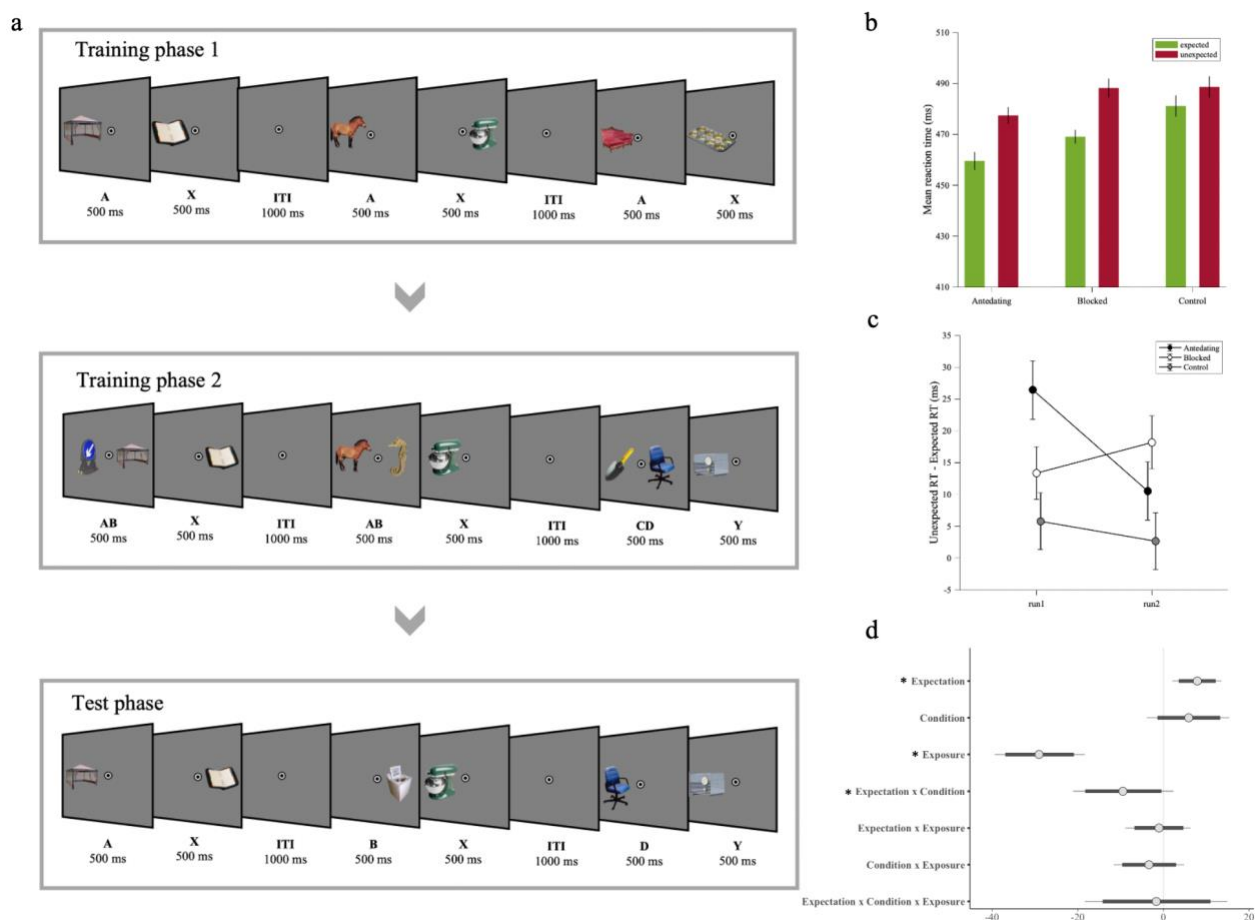 a
Training phase 1
A X ITI A X ITI A X
500 ms 500 ms 1000 ms 500 ms 500 ms 1000 ms 500 ms 500 ms
Training phase 2
AB X ITI AB X ITI CD Y
500 ms 500 ms 1000 ms 500 ms 500 ms 1000 ms 500 ms 500 ms
Test phase
A X ITI B X ITI D Y
500 ms 500 ms 1000 ms 500 ms 500 ms 1000 ms 500 ms 500 ms
b
510
490
470
450
430
410
Mean reaction time (ms)
expected
unexpected
Antedating Blocked Control
c
35
30
25
20
15
10
5
0
-5
Unexpected RT - Expected RT (ms)
Antedating
Blocked
Control
run1 run2
d
* Expectation
Condition
* Exposure
* Expectation x Condition
Expectation x Exposure
Condition x Exposure
Expectation x Condition x Exposure
-40 -20 0 20